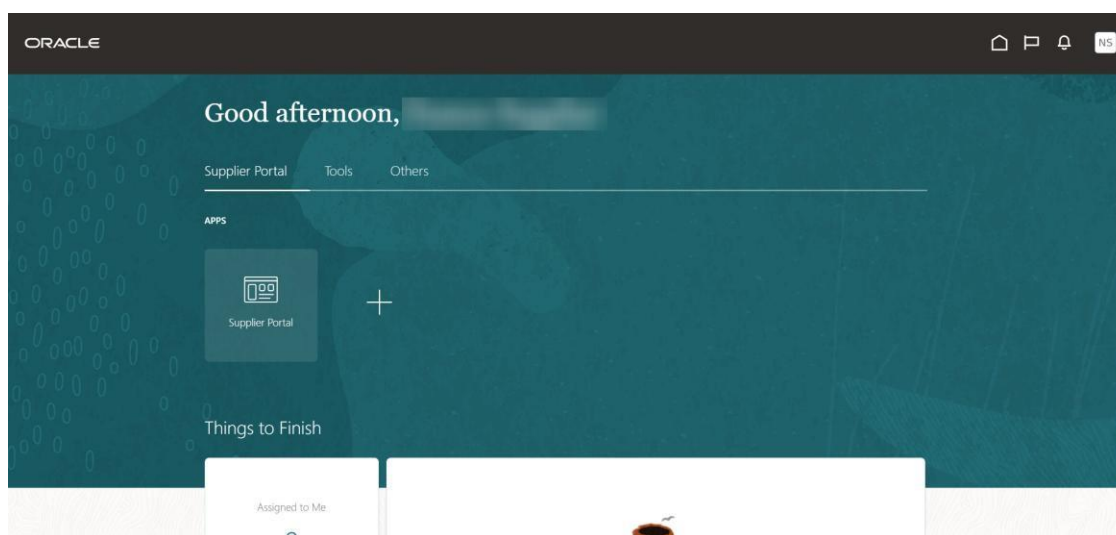 ORACLE
NS
Good afternoon,
Supplier Portal Tools Others
APPS
Supplier Portal
Things to Finish
Assigned to Me